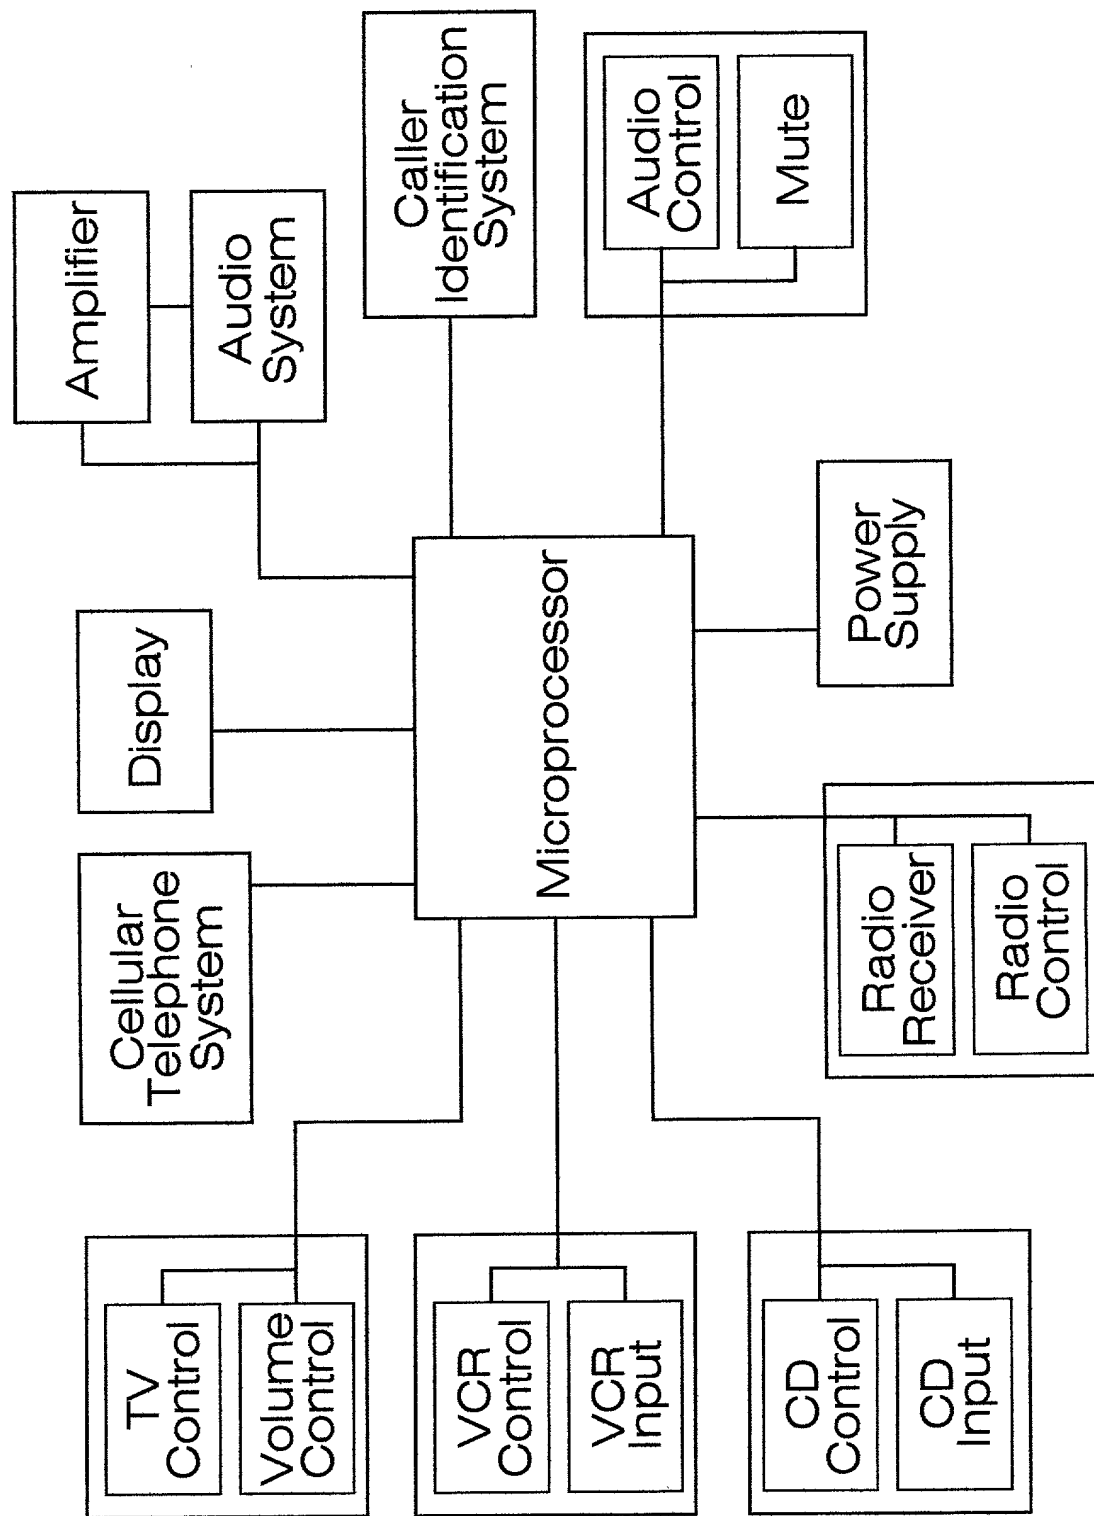 TV
Control
Volume
Control
Cellular
Telephone
System
Display
Amplifier
Audio
System
Caller
Identification
System
VCR
Control
VCR
Input
Microprocessor
Audio
Control
Mute
CD
Control
CD
Input
Radio
Receiver
Radio
Control
Power
Supply